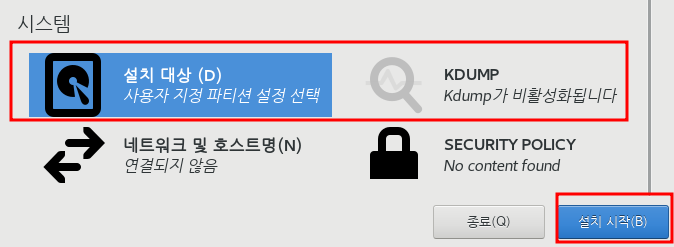 시스템
설치 대상 (D)
사용자 지정 파티션 설정 선택
KDUMP
Kdump가 비활성화됩니다
네트워크 및 호스트명(N)
연결되지 않음
SECURITY POLICY
No content found
종료(Q)
설치 시작(B)